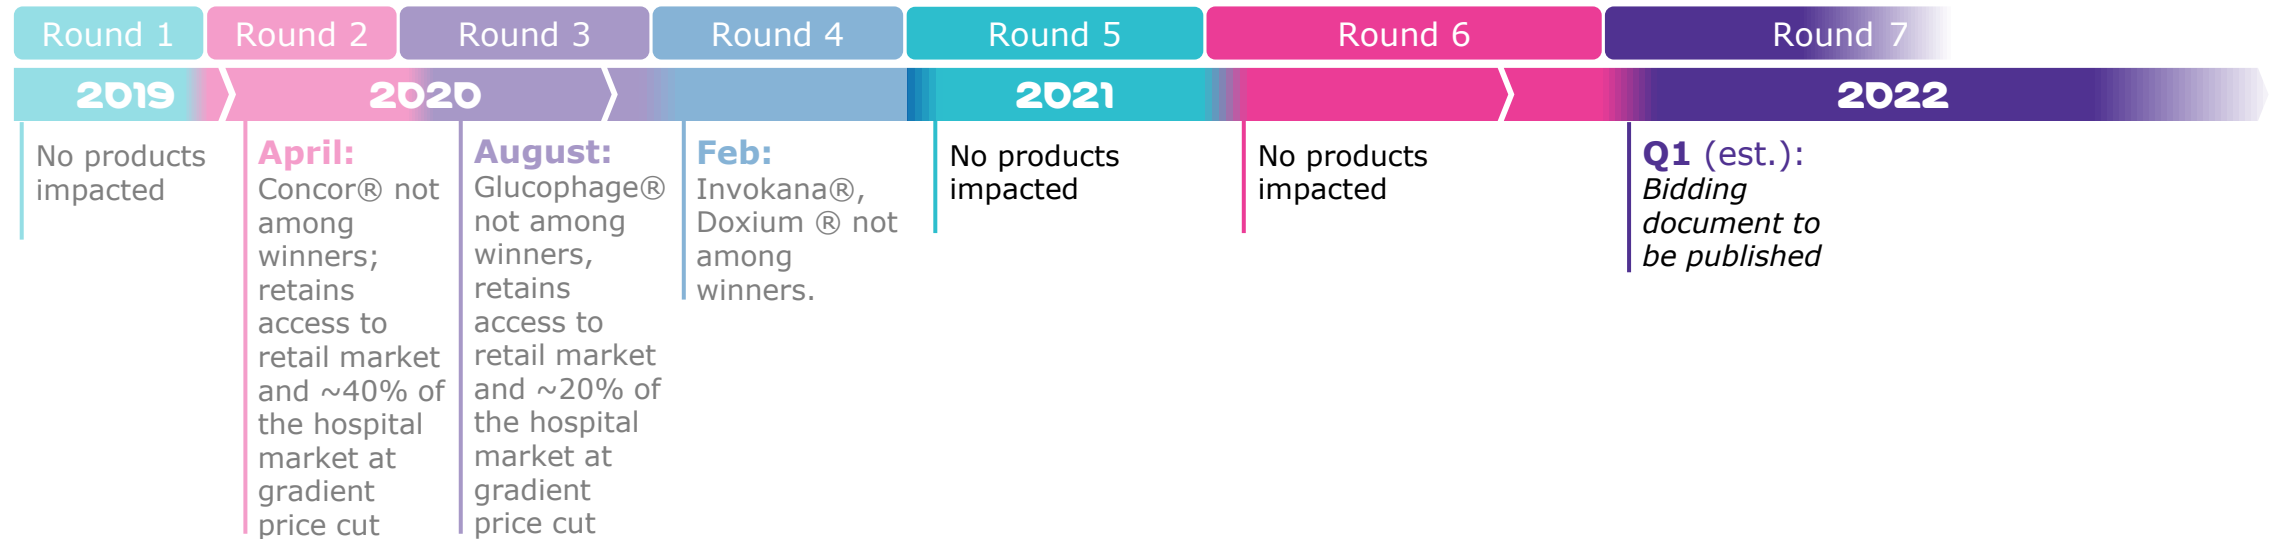 Round 1
Round 2
Round 3
Round 4
Round 5
Round 6
Round 7
2019
2020
2021
2022
No products
impacted
April:
Concor® not
among
winners;
retains
access to
retail market
and ~40% of
the hospital
market at
gradient
price cut
August:
Glucophage®
not among
winners,
retains
access to
retail market
and ~20% of
the hospital
market at
gradient
price cut
Feb:
Invokana®,
Doxium ® not
among
winners.
No products
impacted
No products
impacted
Q1 (est.):
Bidding
document to
be published